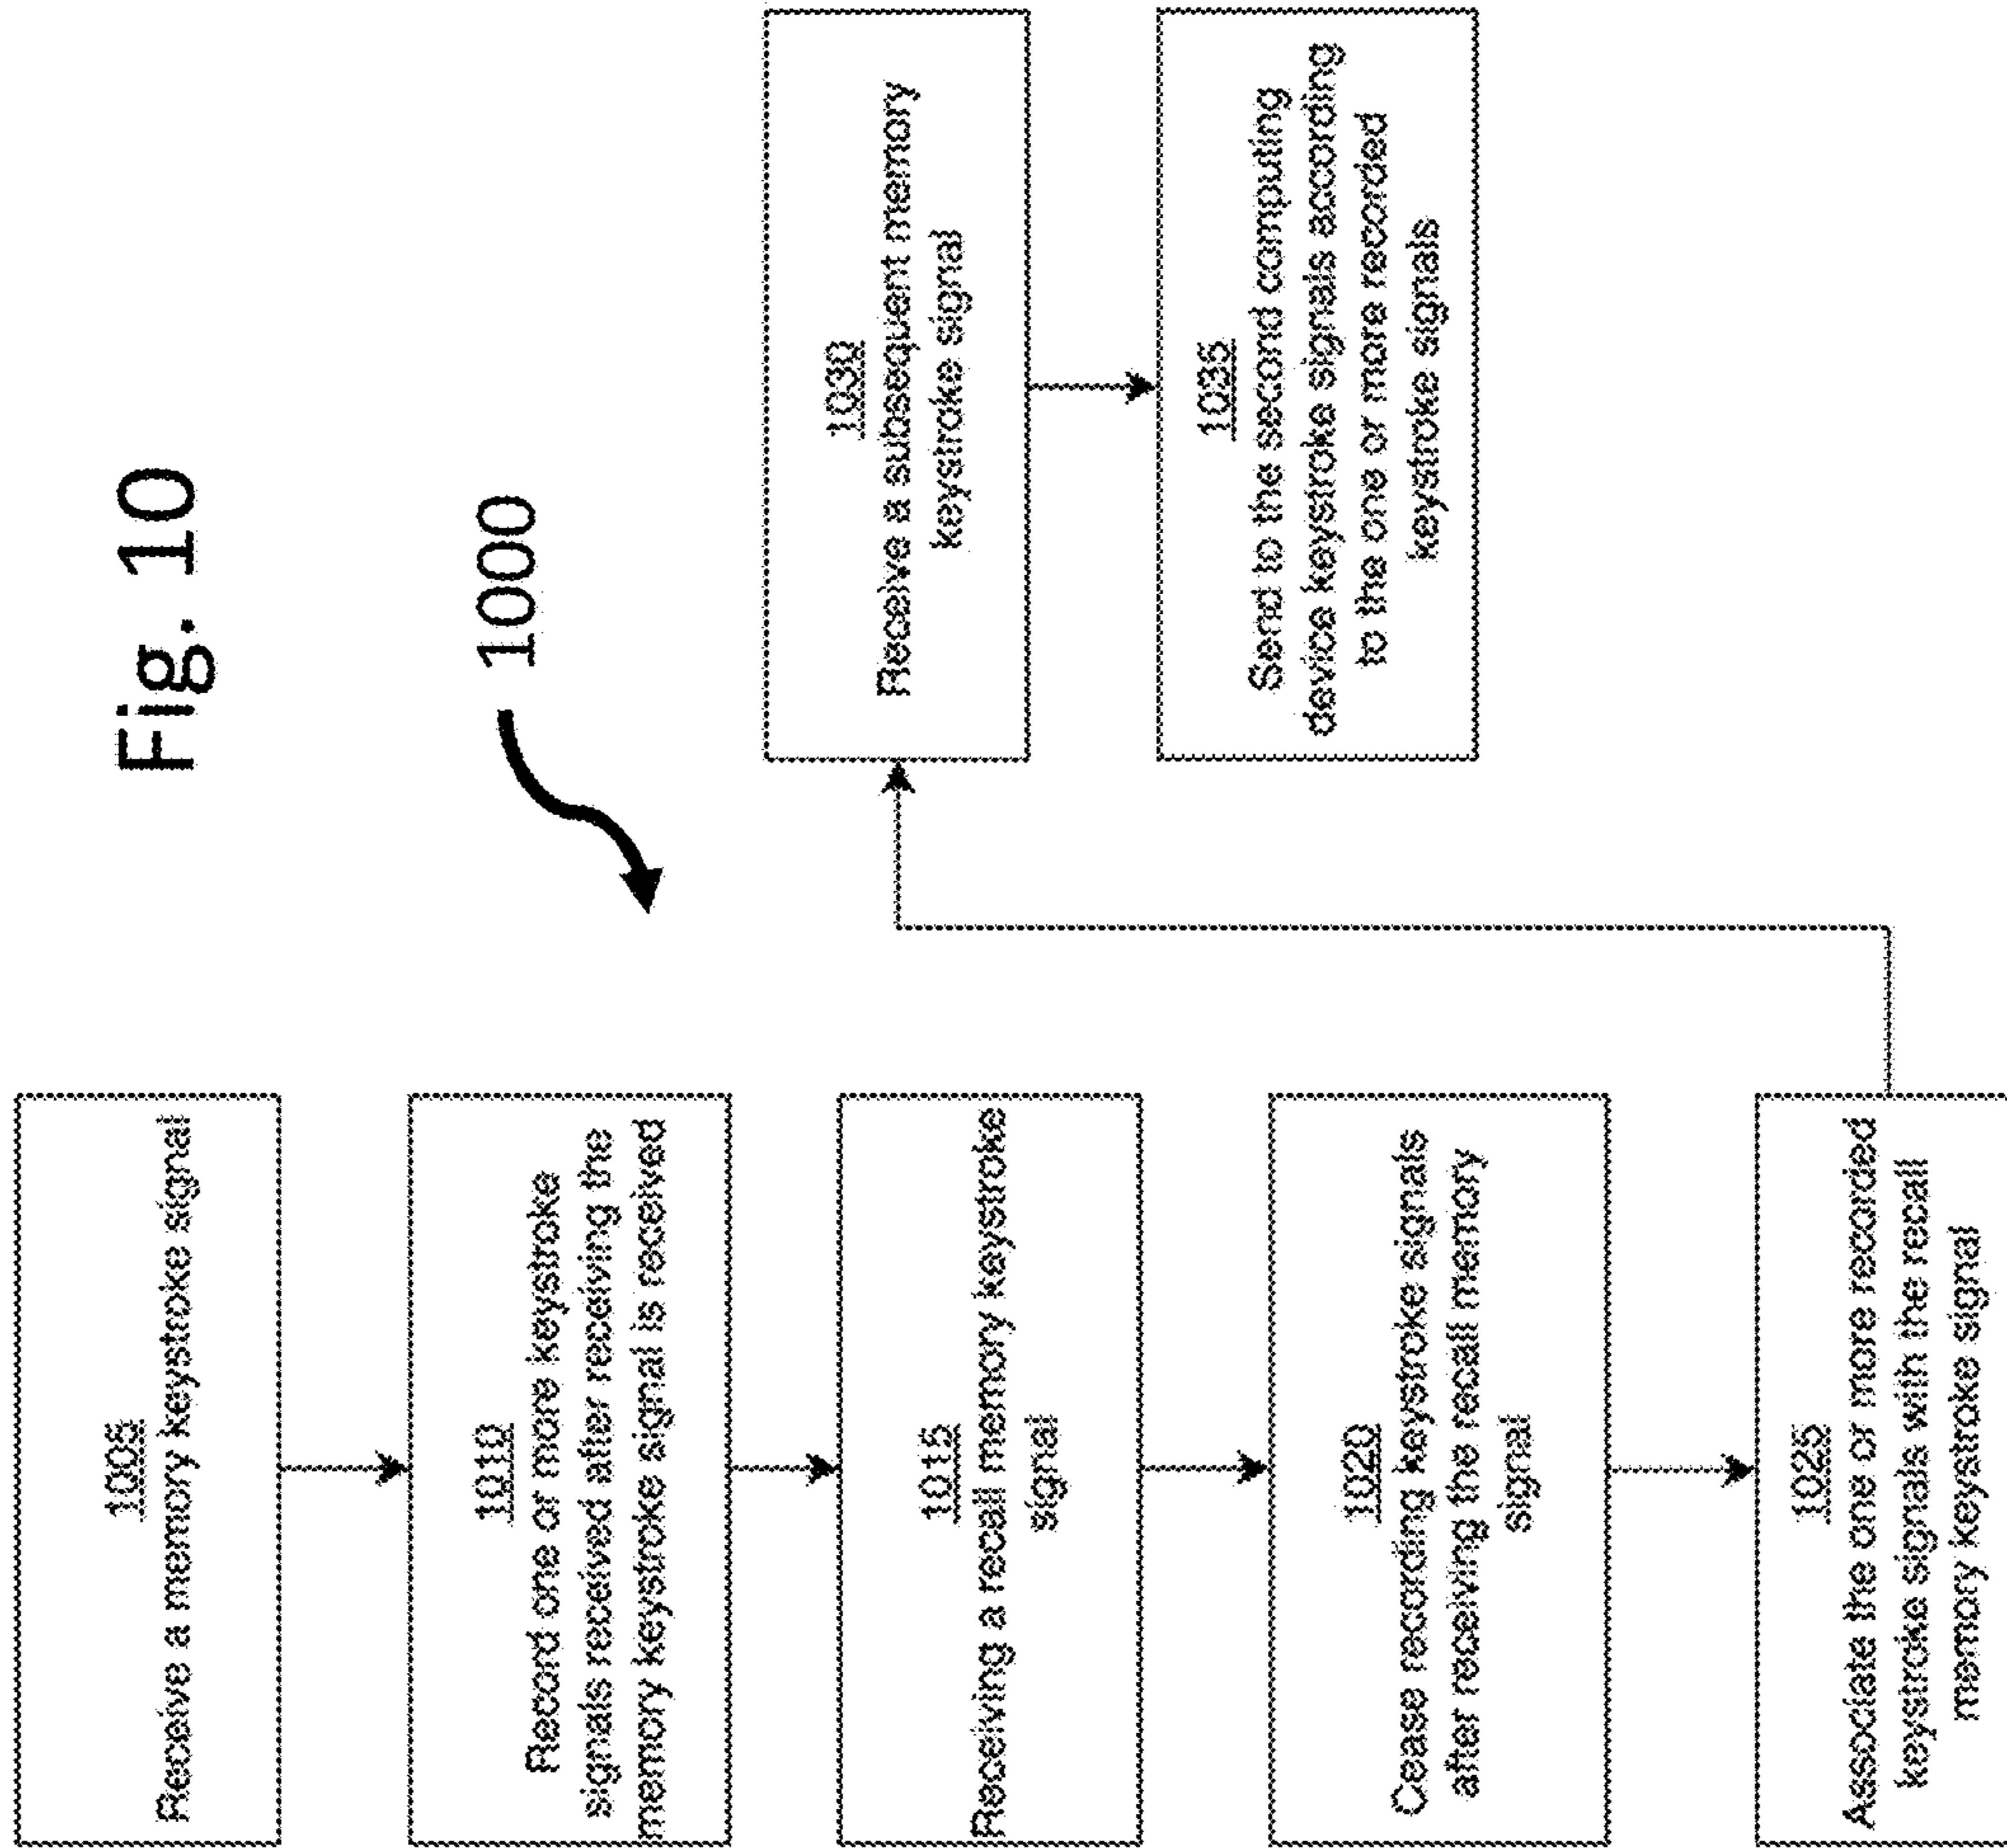 Fig. 10
1000
1005
Receive a memory keystroke signal
1010
Record one or more keystroke
signals received after receiving the
memory keystroke signal is received
1015
Receiving a recall memory keystroke
signal
1020
Cease recording keystroke signals
after receiving the recall memory
signal
1025
Associate the one or more recorded
keystroke signals with the recall
memory keystroke signal
1030
Receive a subsequent memory
keystroke signal
1035
Send to the second computing
device keystroke signals according
to the one or more recorded
keystroke signals